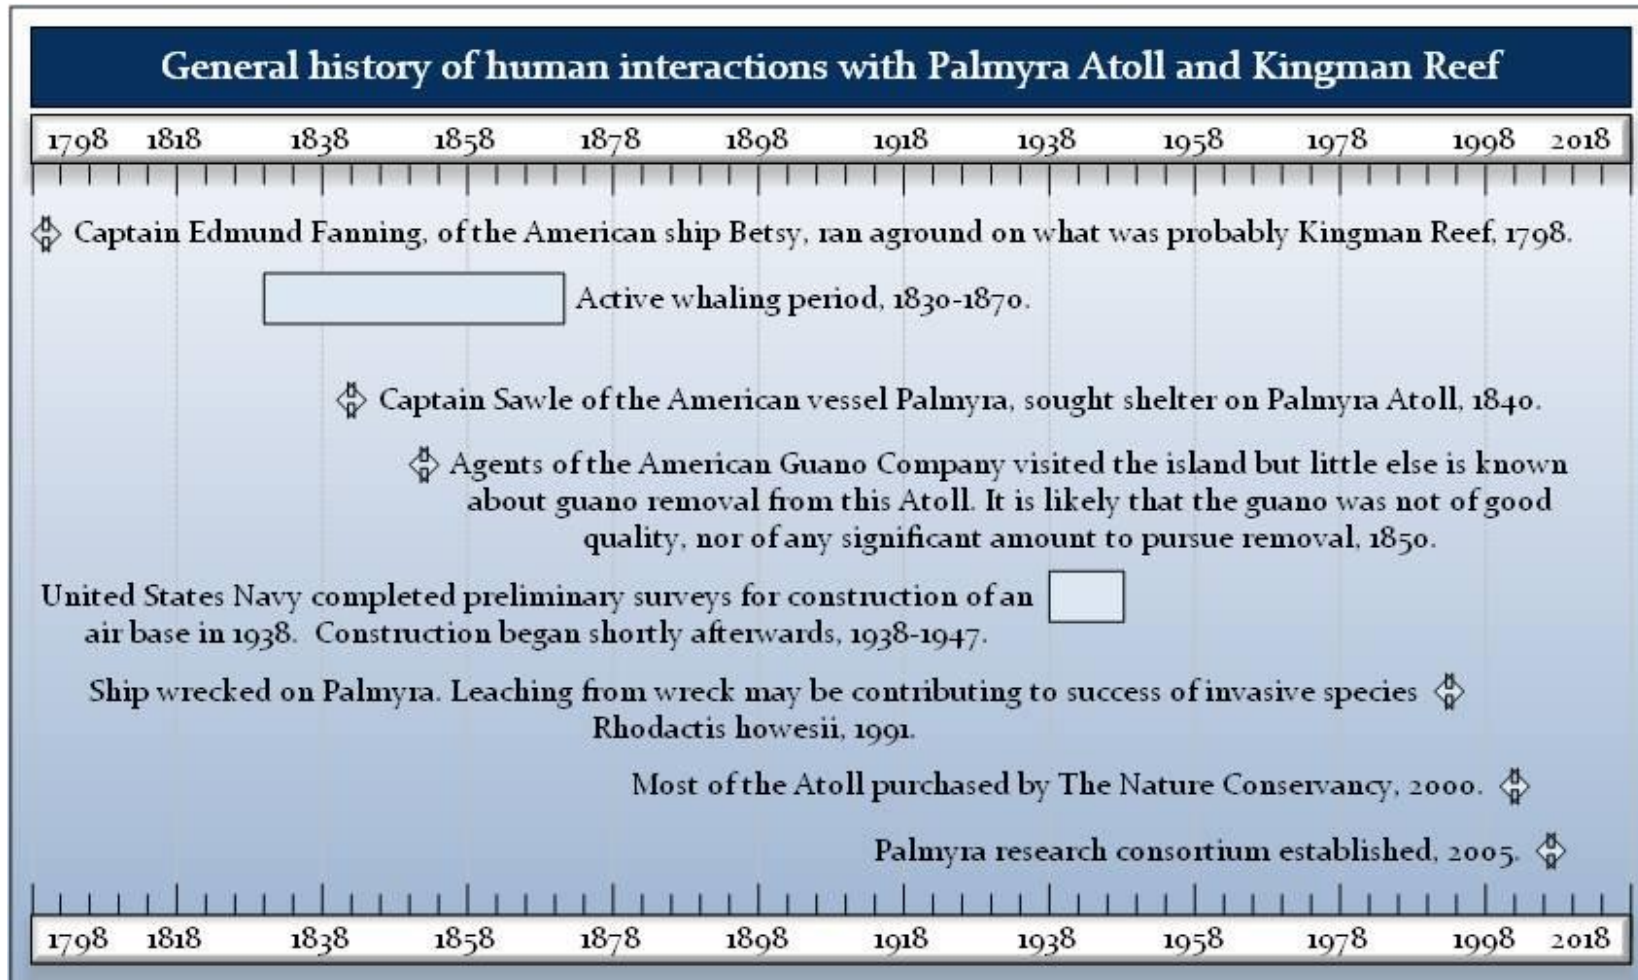 General history of human interactions with Palmyra Atoll and Kingman Reef
1798 1818 1838 1858 1878 1898 1918 1938 1958 1978 1998 2018
Captain Edmund Fanning, of the American ship Betsy, ran aground on what was probably Kingman Reef, 1798.
Active whaling period, 1830-1870.
Captain Sawle of the American vessel Palmyra, sought shelter on Palmyra Atoll, 1840.
Agents of the American Guano Company visited the island but little else is known
about guano removal from this Atoll. It is likely that the guano was not of good
quality, nor of any significant amount to pursue removal, 1850.
United States Navy completed preliminary surveys for construction of an
air base in 1938. Construction began shortly afterwards, 1938-1947.
Ship wrecked on Palmyra. Leaching from wreck may be contributing to success of invasive species
Rhodactis howesii, 1991.
Most of the Atoll purchased by The Nature Conservancy, 2000.
Palmyra research consortium established, 2005.
1798 1818 1838 1858 1878 1898 1918 1938 1958 1978 1998 2018